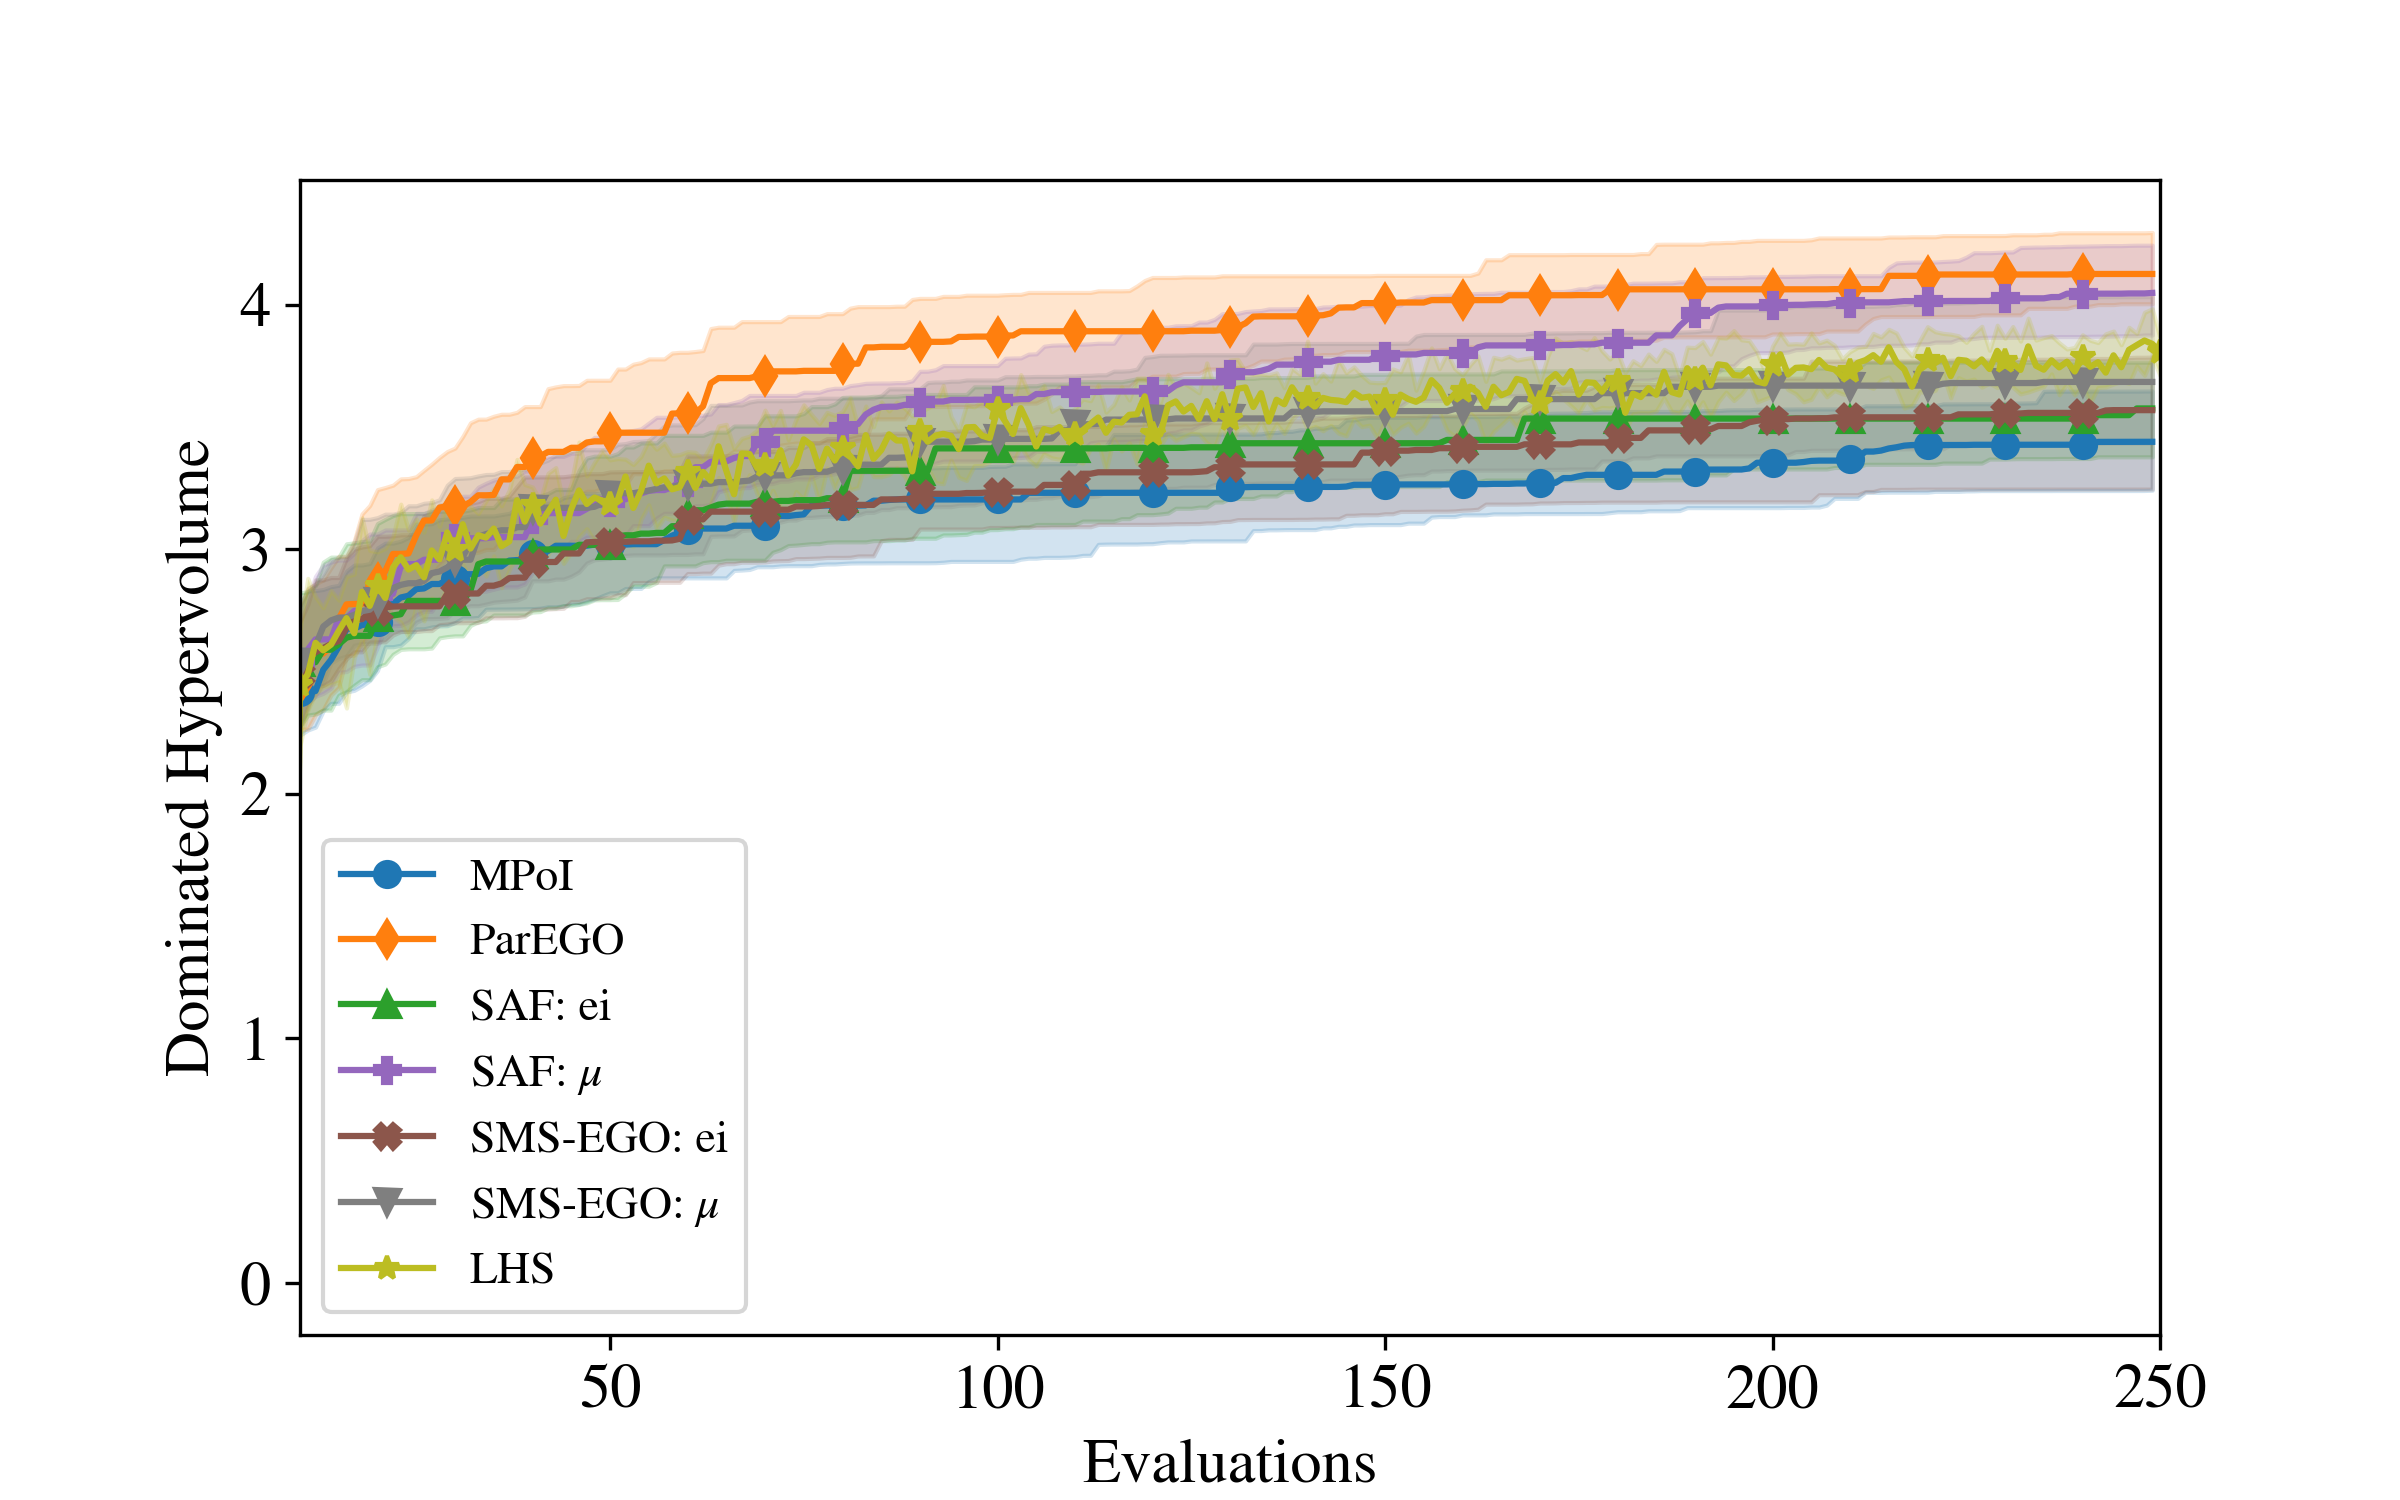 4
3
2
1
0
Dominated Hypervolume
MPoI
ParEGO
SAF: ei
SAF: μ
SMS-EGO: ei
SMS-EGO: μ
LHS
50 100 150 200 250
Evaluations